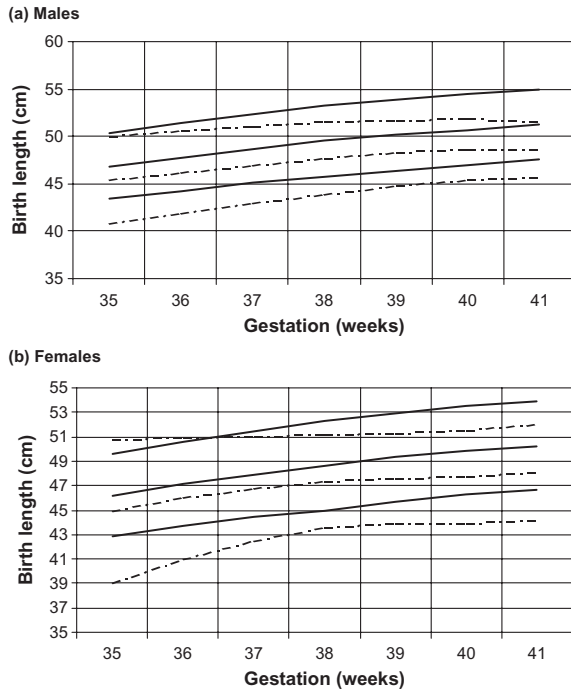 (a) Males
60
55
50
45
40
35
Birth length (cm)
35 36 37 38 39 40 41
Gestation (weeks)
(b) Females
55
53
51
49
47
45
43
41
39
37
35
Birth length (cm)
35 36 37 38 39 40 41
Gestation (weeks)